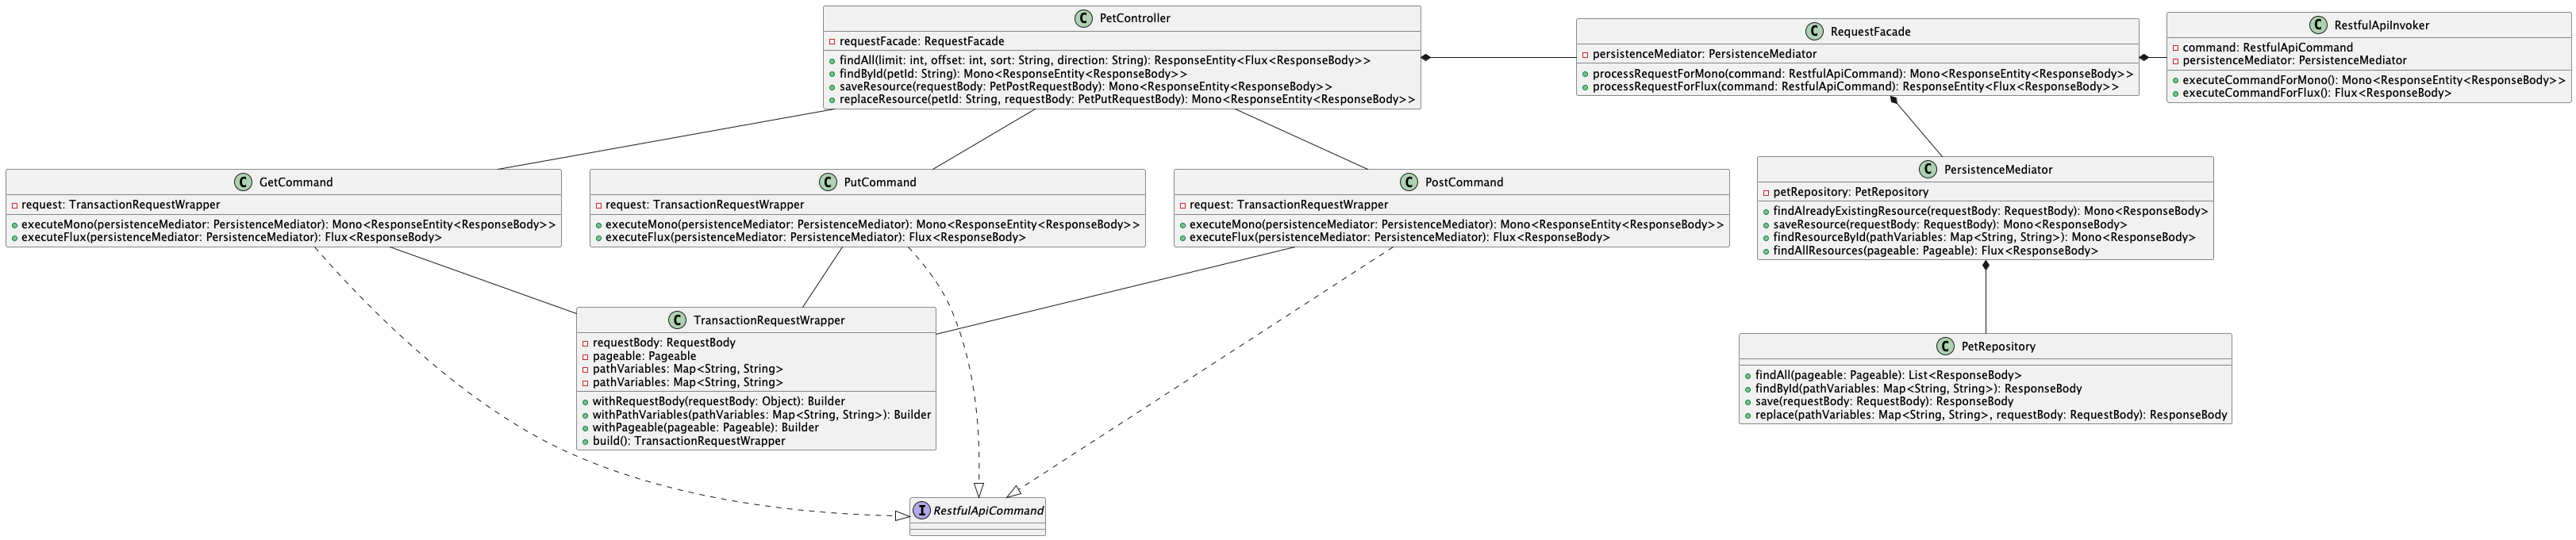 C PetController
requestFacade: RequestFacade
findAll(limit: int, offset: int, sort: String, direction: String): ResponseEntity<Flux<ResponseBody>>
findById(petId: String): Mono<ResponseEntity<ResponseBody>>
saveResource(requestBody: PetPostRequestBody): Mono<ResponseEntity<ResponseBody>>
replaceResource(petId: String, requestBody: PetPutRequestBody): Mono<ResponseEntity<ResponseBody>>
C RequestFacade
persistenceMediator: PersistenceMediator
processRequestForMono(command: RestfulApiCommand): Mono<ResponseEntity<ResponseBody>>
processRequestForFlux(command: RestfulApiCommand): ResponseEntity<Flux<ResponseBody>>
C RestfulApiInvoker
command: RestfulApiCommand
persistenceMediator: PersistenceMediator
executeCommandForMono(): Mono<ResponseEntity<ResponseBody>>
executeCommandForFlux(): Flux<ResponseBody>
C GetCommand
request: TransactionRequestWrapper
executeMono(persistenceMediator: PersistenceMediator): Mono<ResponseEntity<ResponseBody>>
executeFlux(persistenceMediator: PersistenceMediator): Flux<ResponseBody>
C PutCommand
request: TransactionRequestWrapper
executeMono(persistenceMediator: PersistenceMediator): Mono<ResponseEntity<ResponseBody>>
executeFlux(persistenceMediator: PersistenceMediator): Flux<ResponseBody>
C PostCommand
request: TransactionRequestWrapper
executeMono(persistenceMediator: PersistenceMediator): Mono<ResponseEntity<ResponseBody>>
executeFlux(persistenceMediator: PersistenceMediator): Flux<ResponseBody>
C PersistenceMediator
petRepository: PetRepository
findAlreadyExistingResource(requestBody: RequestBody): Mono<ResponseBody>
saveResource(requestBody: RequestBody): Mono<ResponseBody>
findResourceById(pathVariables: Map<String, String>): Mono<ResponseBody>
findAllResources(pageable: Pageable): Flux<ResponseBody>
C TransactionRequestWrapper
requestBody: RequestBody
pageable: Pageable
pathVariables: Map<String, String>
pathVariables: Map<String, String>
withRequestBody(requestBody: Object): Builder
withPathVariables(pathVariables: Map<String, String>): Builder
withPageable(pageable: Pageable): Builder
build(): TransactionRequestWrapper
C PetRepository
findAll(pageable: Pageable): List<ResponseBody>
findById(pathVariables: Map<String, String>): ResponseBody
save(requestBody: RequestBody): ResponseBody
replace(pathVariables: Map<String, String>, requestBody: RequestBody): ResponseBody
I RestfulApiCommand